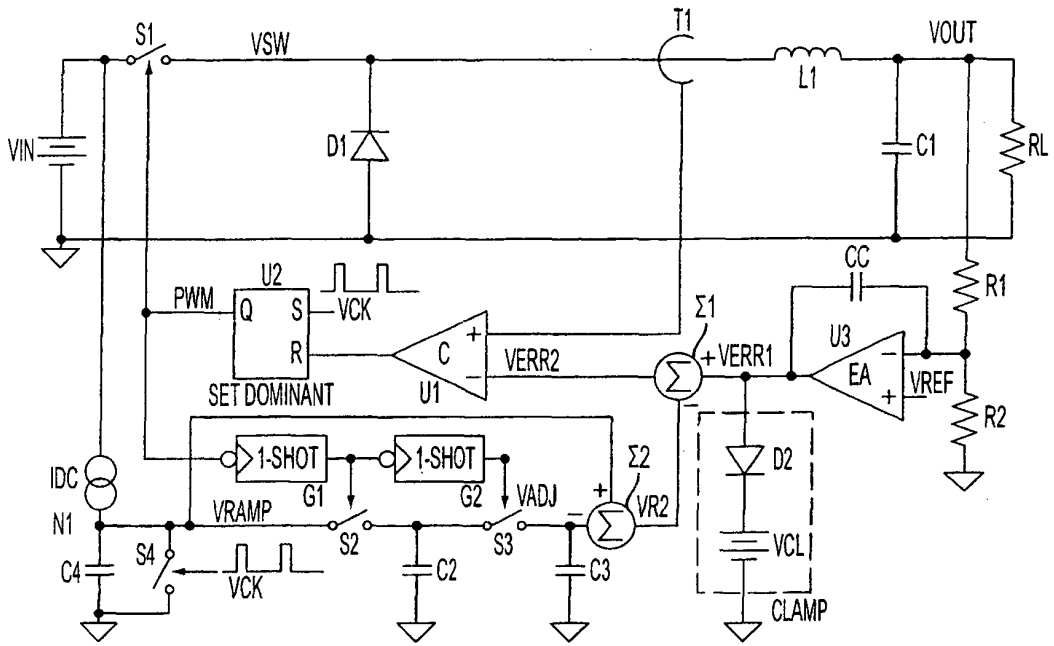 S1
VSW
T1
VOUT
L1
VIN
D1
C1
RL
U2
CC
R1
PWM
Q
S
VCK
Σ1
U3
R
C
+
−
VERR2
Σ
+
VERR1
−
EA
−
+
VREF
SET DOMINANT
U1
R2
1-SHOT
1-SHOT
Σ2
D2
IDC
G1
G2
+
N1
VRAMP
VADJ
−
Σ
VR2
S2
S3
VCL
C4
S4
VCK
C2
C3
CLAMP